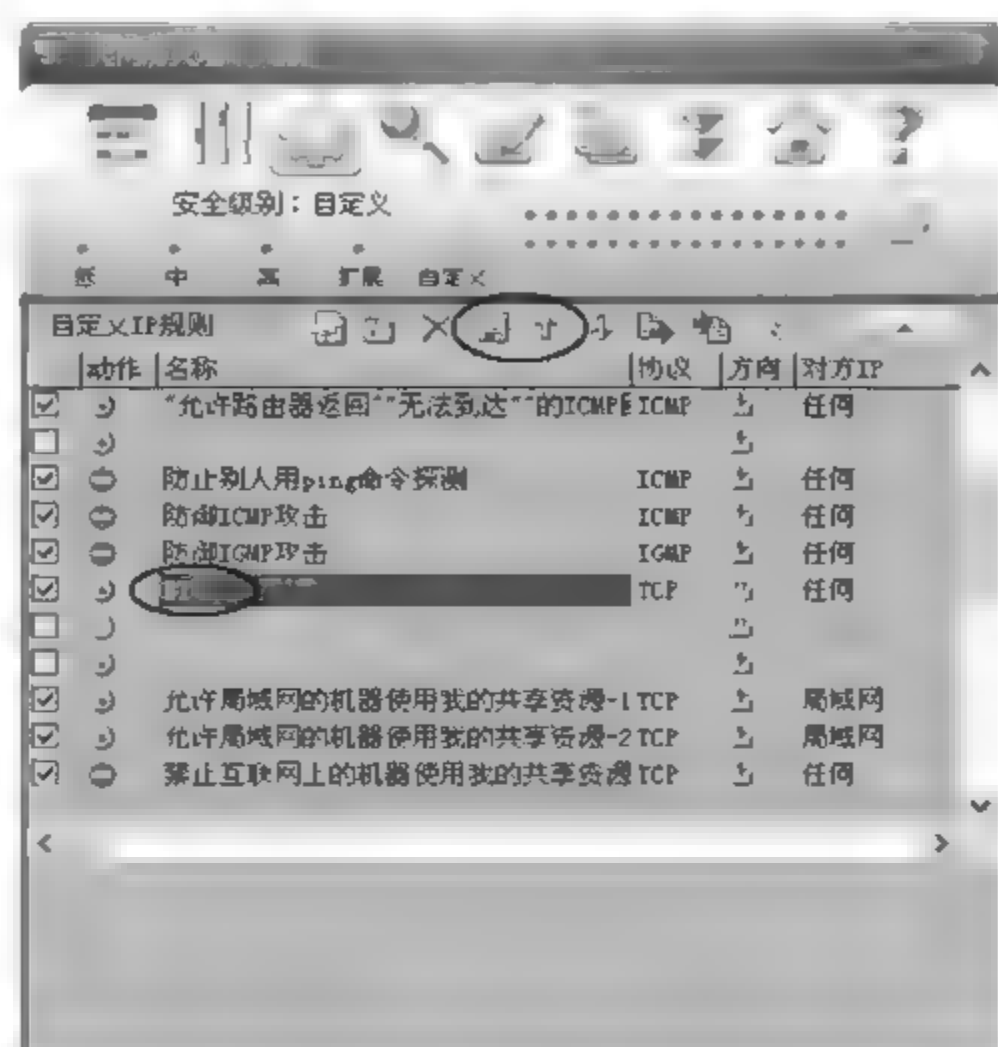 安全级别：自定义
低 中 高 扩展 自定义
自定义IP规则
动作 名称 协议 方向 对方IP
"允许路由器返回""无法到达""的ICMP ICMP 任何
防止别人用ping命令探测 ICMP 任何
防御ICMP攻击 ICMP 任何
防御IGMP攻击 IGMP 任何
TCP 任何
允许局域网的机器使用我的共享资源-1 TCP 局域网
允许局域网的机器使用我的共享资源-2 TCP 局域网
禁止互联网上的机器使用我的共享资源 TCP 任何